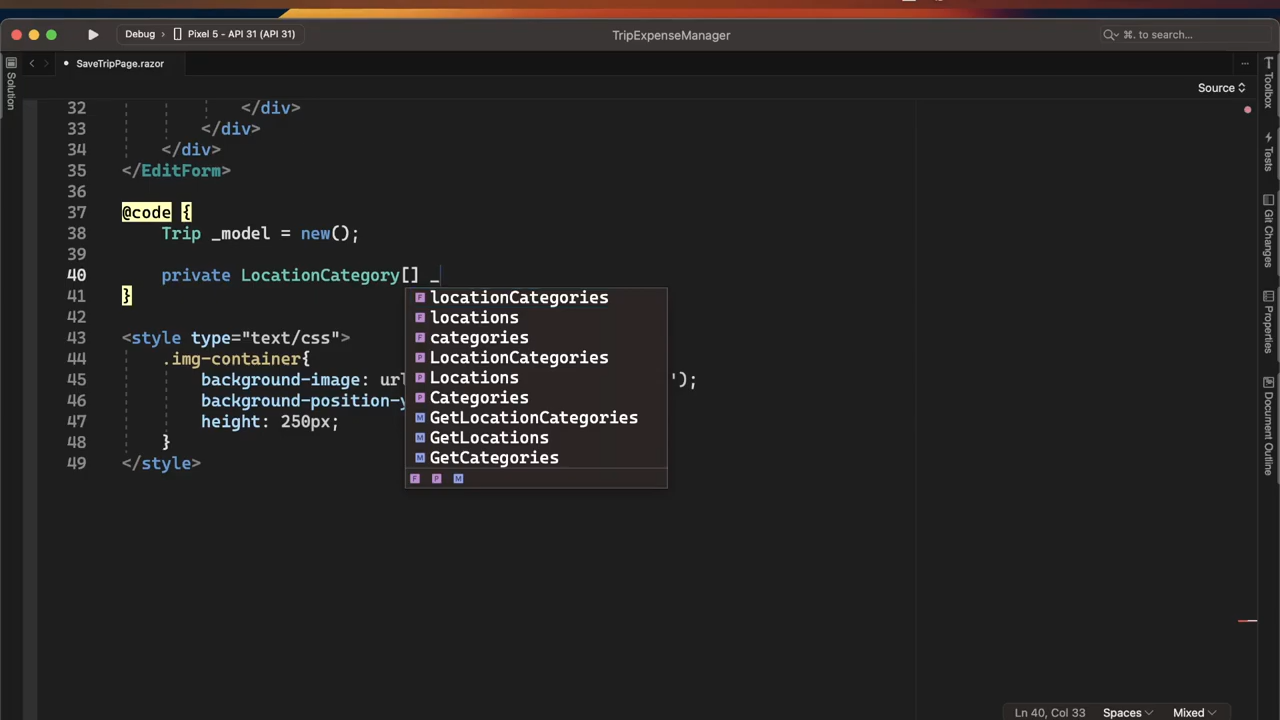 Debug > Pixel 5 - API 31 (API 31)
TripExpenseManager
⌘. to search...
SaveTripPage.razor
Source
Solution
Toolbox
Tests
Git Changes
Properties
Document Outline
32 </div>
33 </div>
34 </div>
35 </EditForm>
36
37 @code {
38 Trip _model = new();
39
40 private LocationCategory[] _
41 }
42
43 <style type="text/css">
44 .img-container{
45 background-image: url ');
46 background-position-y
47 height: 250px;
48 }
49 </style>
F locationCategories
F locations
P categories
P LocationCategories
P Locations
P Categories
M GetLocationCategories
M GetLocations
M GetCategories
F P M
Ln 40, Col 33 Spaces Mixed